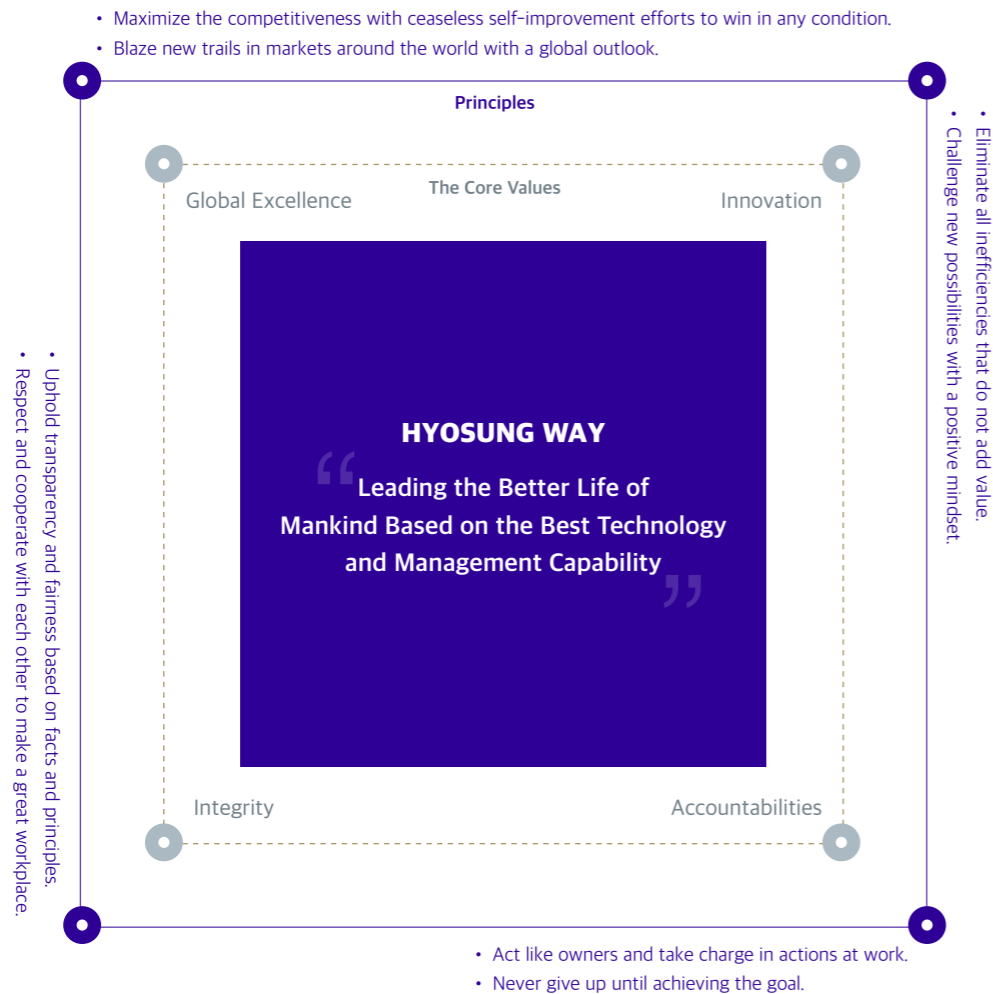 • Maximize the competitiveness with ceaseless self-improvement efforts to win in any condition.
• Blaze new trails in markets around the world with a global outlook.
Principles
The Core Values
Global Excellence
Innovation
• Eliminate all inefficiencies that do not add value.
• Challenge new possibilities with a positive mindset.
HYOSUNG WAY
“Leading the Better Life of
Mankind Based on the Best Technology
and Management Capability”
• Uphold transparency and fairness based on facts and principles.
• Respect and cooperate with each other to make a great workplace.
Integrity
Accountabilities
• Act like owners and take charge in actions at work.
• Never give up until achieving the goal.